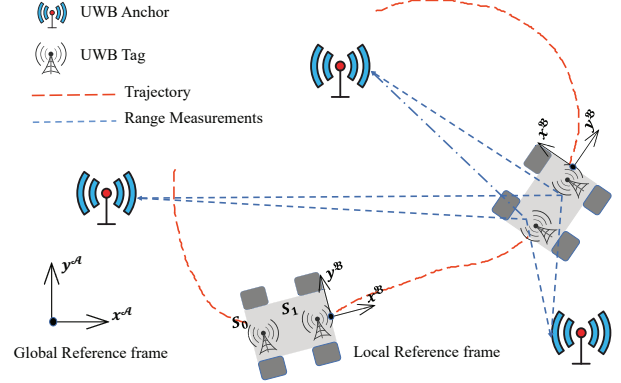 UWB Anchor
UWB Tag
Trajectory
Range Measurements
x^ℬ
y^ℬ
y^𝒜
x^𝒜
Global Reference frame
S₀
S₁
y^ℬ
x^ℬ
Local Reference frame